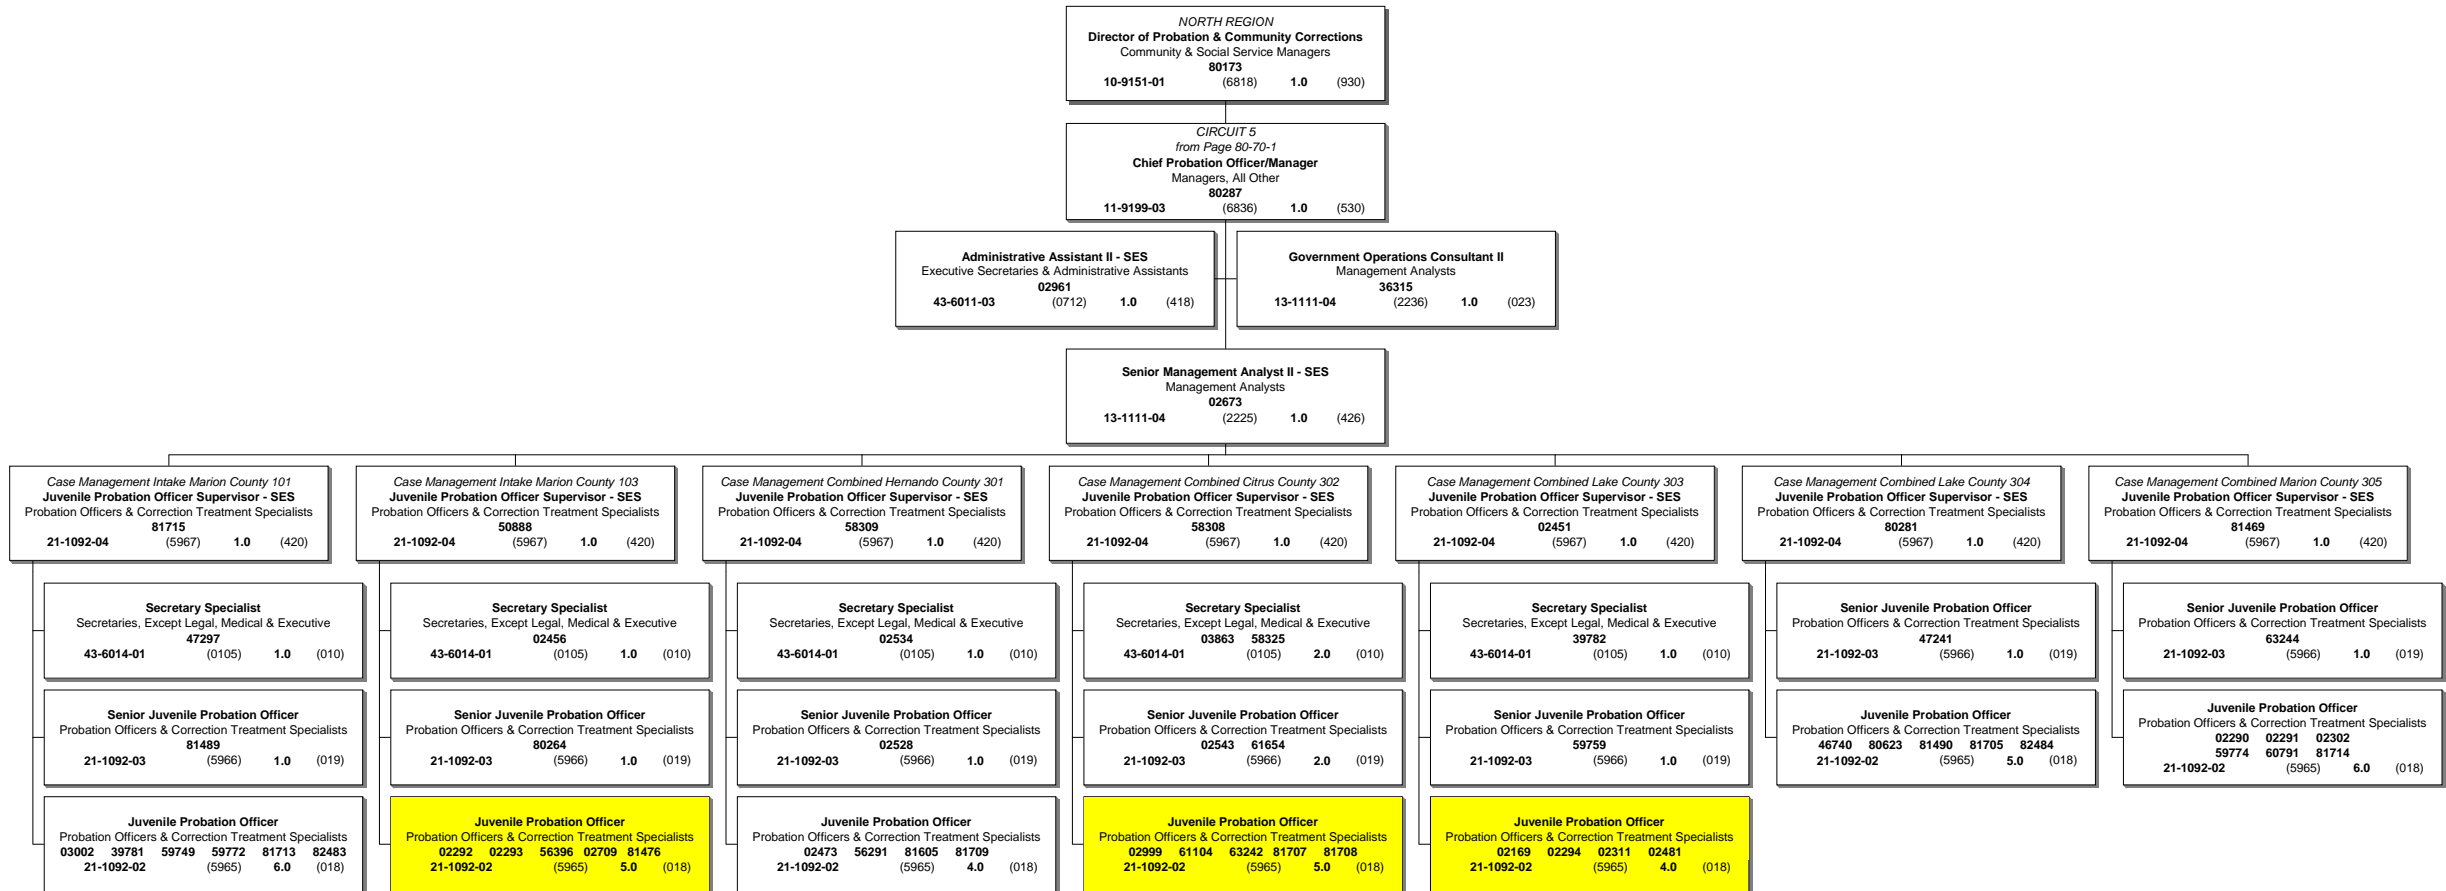 NORTH REGION
Director of Probation & Community Corrections
Community & Social Service Managers
80173
10-9151-01 (6818) 1.0 (930)
CIRCUIT 5
from Page 80-70-1
Chief Probation Officer/Manager
Managers, All Other
80287
11-9199-03 (6836) 1.0 (530)
Administrative Assistant II - SES
Executive Secretaries & Administrative Assistants
02961
43-6011-03 (0712) 1.0 (418)
Government Operations Consultant II
Management Analysts
36315
13-1111-04 (2236) 1.0 (023)
Senior Management Analyst II - SES
Management Analysts
02673
13-1111-04 (2225) 1.0 (426)
Case Management Intake Marion County 101
Juvenile Probation Officer Supervisor - SES
Probation Officers & Correction Treatment Specialists
81715
21-1092-04 (5967) 1.0 (420)
Secretary Specialist
Secretaries, Except Legal, Medical & Executive
47297
43-6014-01 (0105) 1.0 (010)
Senior Juvenile Probation Officer
Probation Officers & Correction Treatment Specialists
81489
21-1092-03 (5966) 1.0 (019)
Juvenile Probation Officer
Probation Officers & Correction Treatment Specialists
03002 39781 59749 59772 81713 82483
21-1092-02 (5965) 6.0 (018)
Case Management Intake Marion County 103
Juvenile Probation Officer Supervisor - SES
Probation Officers & Correction Treatment Specialists
50888
21-1092-04 (5967) 1.0 (420)
Secretary Specialist
Secretaries, Except Legal, Medical & Executive
02456
43-6014-01 (0105) 1.0 (010)
Senior Juvenile Probation Officer
Probation Officers & Correction Treatment Specialists
80264
21-1092-03 (5966) 1.0 (019)
Juvenile Probation Officer
Probation Officers & Correction Treatment Specialists
02292 02293 56396 02709 81476
21-1092-02 (5965) 5.0 (018)
Case Management Combined Hernando County 301
Juvenile Probation Officer Supervisor - SES
Probation Officers & Correction Treatment Specialists
58309
21-1092-04 (5967) 1.0 (420)
Secretary Specialist
Secretaries, Except Legal, Medical & Executive
02534
43-6014-01 (0105) 1.0 (010)
Senior Juvenile Probation Officer
Probation Officers & Correction Treatment Specialists
02528
21-1092-03 (5966) 1.0 (019)
Juvenile Probation Officer
Probation Officers & Correction Treatment Specialists
02473 56291 81605 81709
21-1092-02 (5965) 4.0 (018)
Case Management Combined Citrus County 302
Juvenile Probation Officer Supervisor - SES
Probation Officers & Correction Treatment Specialists
58308
21-1092-04 (5967) 1.0 (420)
Secretary Specialist
Secretaries, Except Legal, Medical & Executive
03863 58325
43-6014-01 (0105) 2.0 (010)
Senior Juvenile Probation Officer
Probation Officers & Correction Treatment Specialists
02543 61654
21-1092-03 (5966) 2.0 (019)
Juvenile Probation Officer
Probation Officers & Correction Treatment Specialists
02999 61104 63242 81707 81708
21-1092-02 (5965) 5.0 (018)
Case Management Combined Lake County 303
Juvenile Probation Officer Supervisor - SES
Probation Officers & Correction Treatment Specialists
02451
21-1092-04 (5967) 1.0 (420)
Secretary Specialist
Secretaries, Except Legal, Medical & Executive
39782
43-6014-01 (0105) 1.0 (010)
Senior Juvenile Probation Officer
Probation Officers & Correction Treatment Specialists
59759
21-1092-03 (5966) 1.0 (019)
Juvenile Probation Officer
Probation Officers & Correction Treatment Specialists
02169 02294 02311 02481
21-1092-02 (5965) 4.0 (018)
Case Management Combined Lake County 304
Juvenile Probation Officer Supervisor - SES
Probation Officers & Correction Treatment Specialists
80281
21-1092-04 (5967) 1.0 (420)
Senior Juvenile Probation Officer
Probation Officers & Correction Treatment Specialists
47241
21-1092-03 (5966) 1.0 (019)
Juvenile Probation Officer
Probation Officers & Correction Treatment Specialists
46740 80623 81490 81705 82484
21-1092-02 (5965) 5.0 (018)
Case Management Combined Marion County 305
Juvenile Probation Officer Supervisor - SES
Probation Officers & Correction Treatment Specialists
81469
21-1092-04 (5967) 1.0 (420)
Senior Juvenile Probation Officer
Probation Officers & Correction Treatment Specialists
63244
21-1092-03 (5966) 1.0 (019)
Juvenile Probation Officer
Probation Officers & Correction Treatment Specialists
02290 02291 02302
59774 60791 81714
21-1092-02 (5965) 6.0 (018)